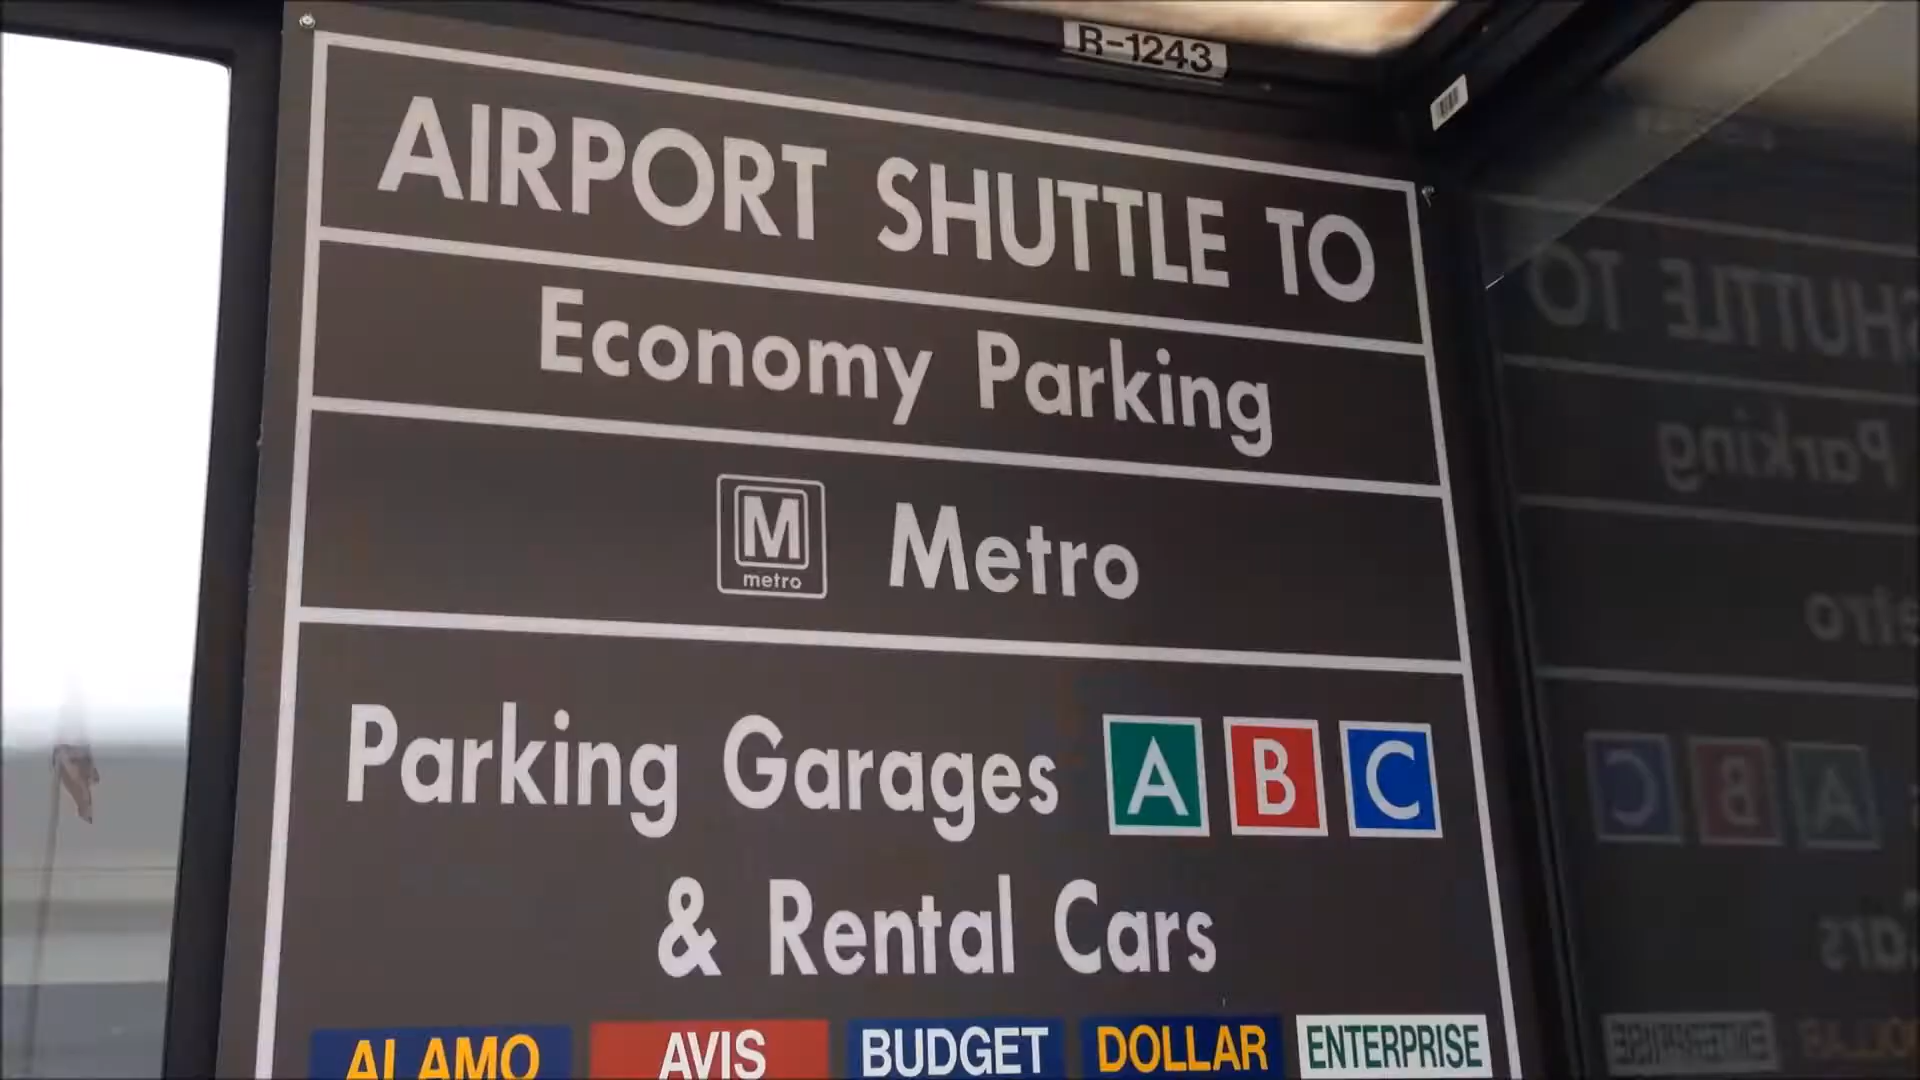 R-1243
AIRPORT SHUTTLE TO
Economy Parking
M metro Metro
Parking Garages A B C
& Rental Cars
ALAMO AVIS BUDGET DOLLAR ENTERPRISE